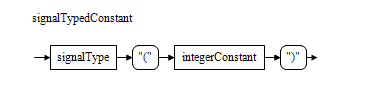 signalTypedConstant
signalType "(" integerConstant ")"